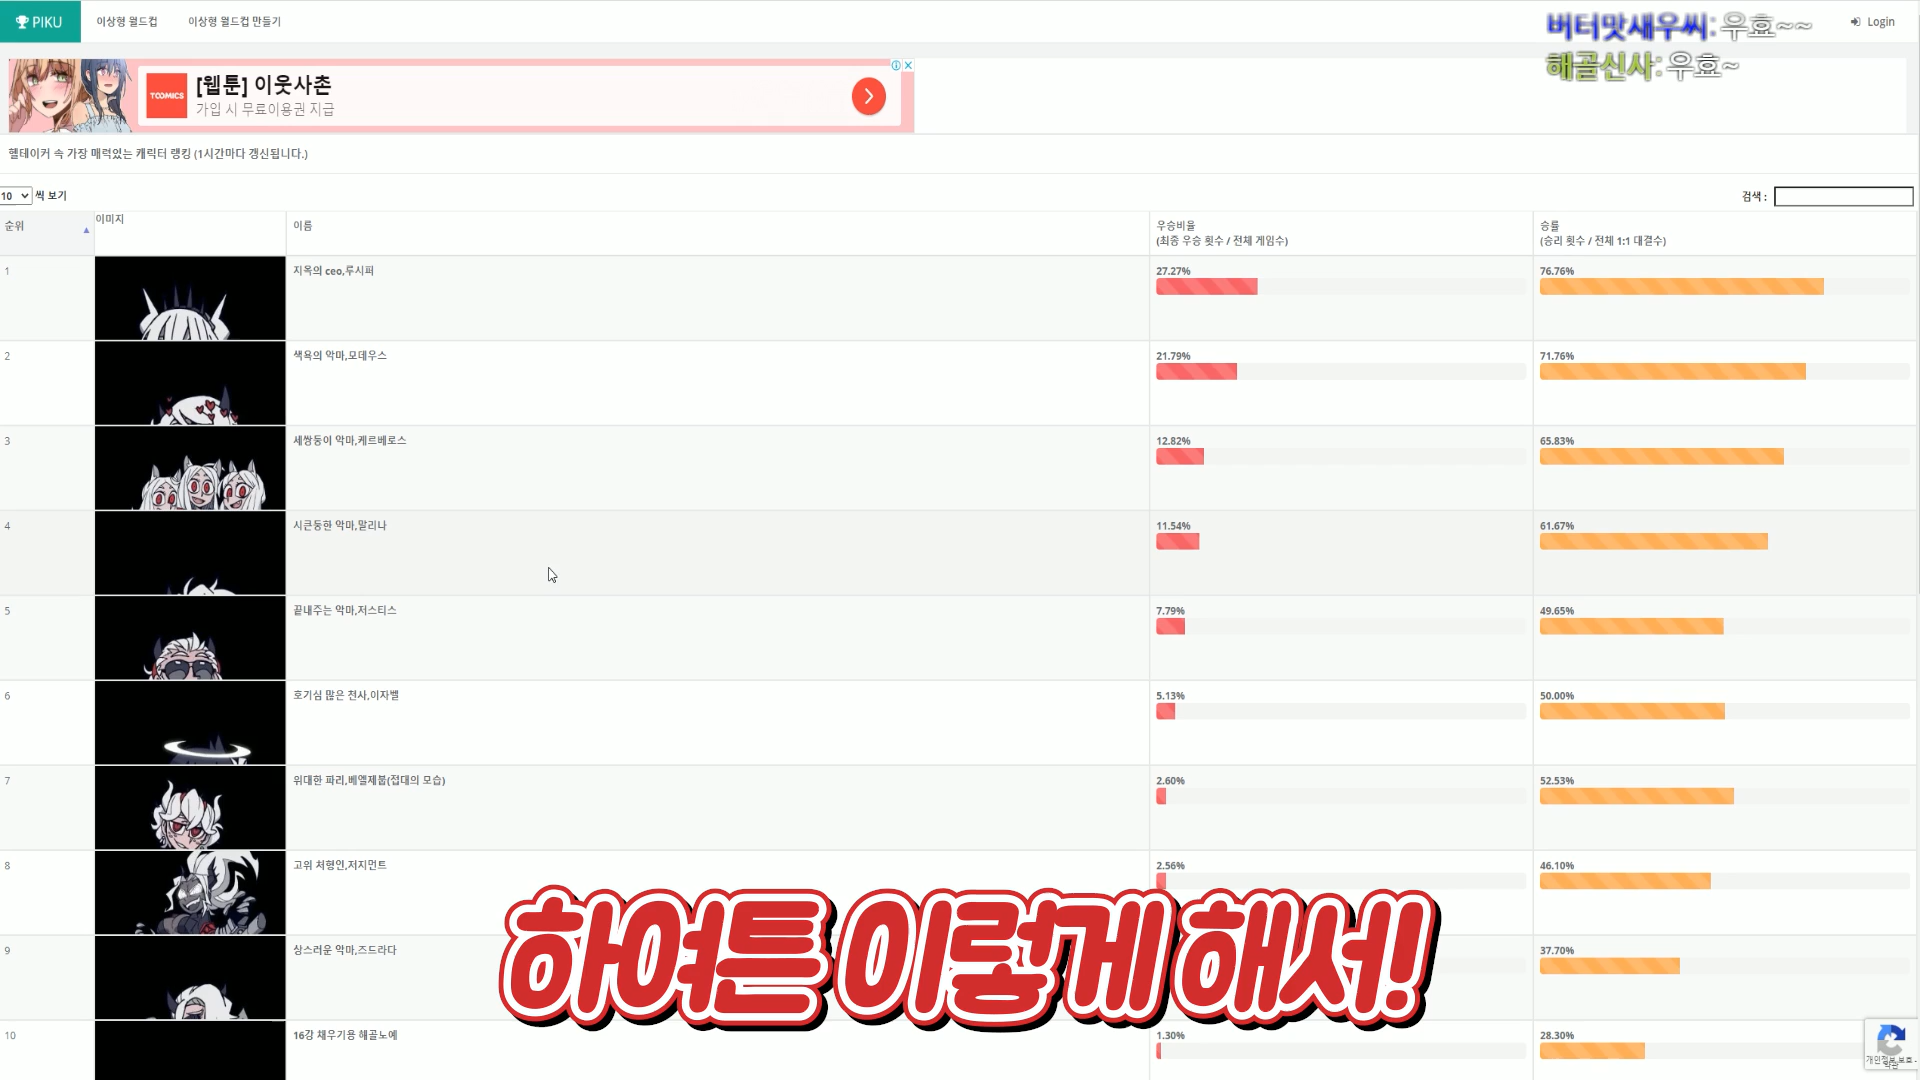 PIKU 이상형 월드컵 이상형 월드컵 만들기 Login
버터맛새우씨: 우효~~
해골신사: 우효~
TOOMICS
[웹툰] 이웃사촌
가입 시 무료이용권 지급
헬테이커 속 가장 매력있는 캐릭터 랭킹 (1시간마다 갱신됩니다.)
10 씩 보기 검색 :
순위 이미지 이름 우승비율 승률
(최종 우승 횟수 / 전체 게임수) (승리 횟수 / 전체 1:1 대결수)
1 지옥의 ceo,루시퍼 27.27% 76.76%
2 색욕의 악마,모데우스 21.79% 71.76%
3 세쌍둥이 악마,케르베로스 12.82% 65.83%
4 시큰둥한 악마,말리나 11.54% 61.67%
5 끝내주는 악마,저스티스 7.79% 49.65%
6 호기심 많은 천사,아자젤 5.13% 50.00%
7 위대한 파리,베엘제붑(접대의 모습) 2.60% 52.53%
8 고위 처형인,저지먼트 2.56% 46.10%
9 상스러운 악마,즈드라다 37.70%
하여튼 이렇게 해서!
10 16강 채우기용 해골노예 1.30% 28.30%
개인정보 보호 -
약관